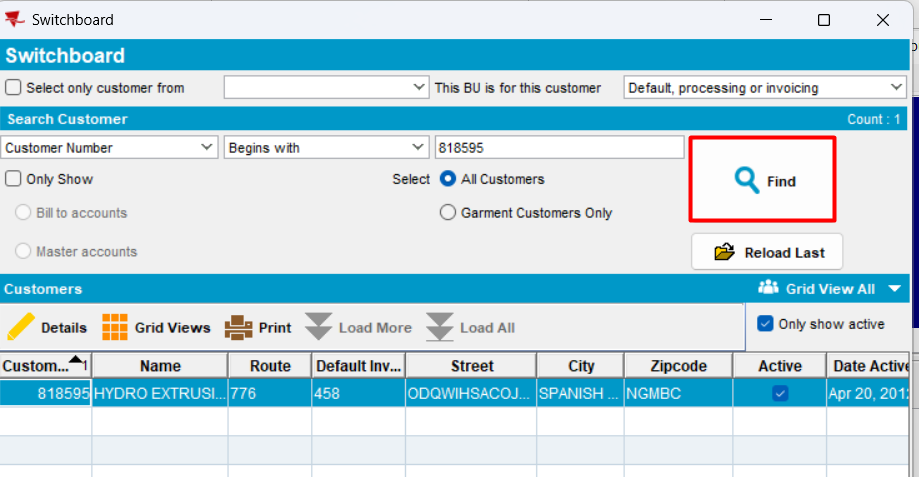 Switchboard
Switchboard
Select only customer from This BU is for this customer Default, processing or invoicing
Search Customer Count : 1
Customer Number Begins with 818595
Find
Only Show Select All Customers
Bill to accounts Garment Customers Only
Master accounts Reload Last
Customers Grid View All
Details Grid Views Print Load More Load All Only show active
Custom... 1 Name Route Default Inv... Street City Zipcode Active Date Active
818595 HYDRO EXTRUSI... 776 458 ODQWIHSACOJ... SPANISH ... NGMBC Apr 20, 201